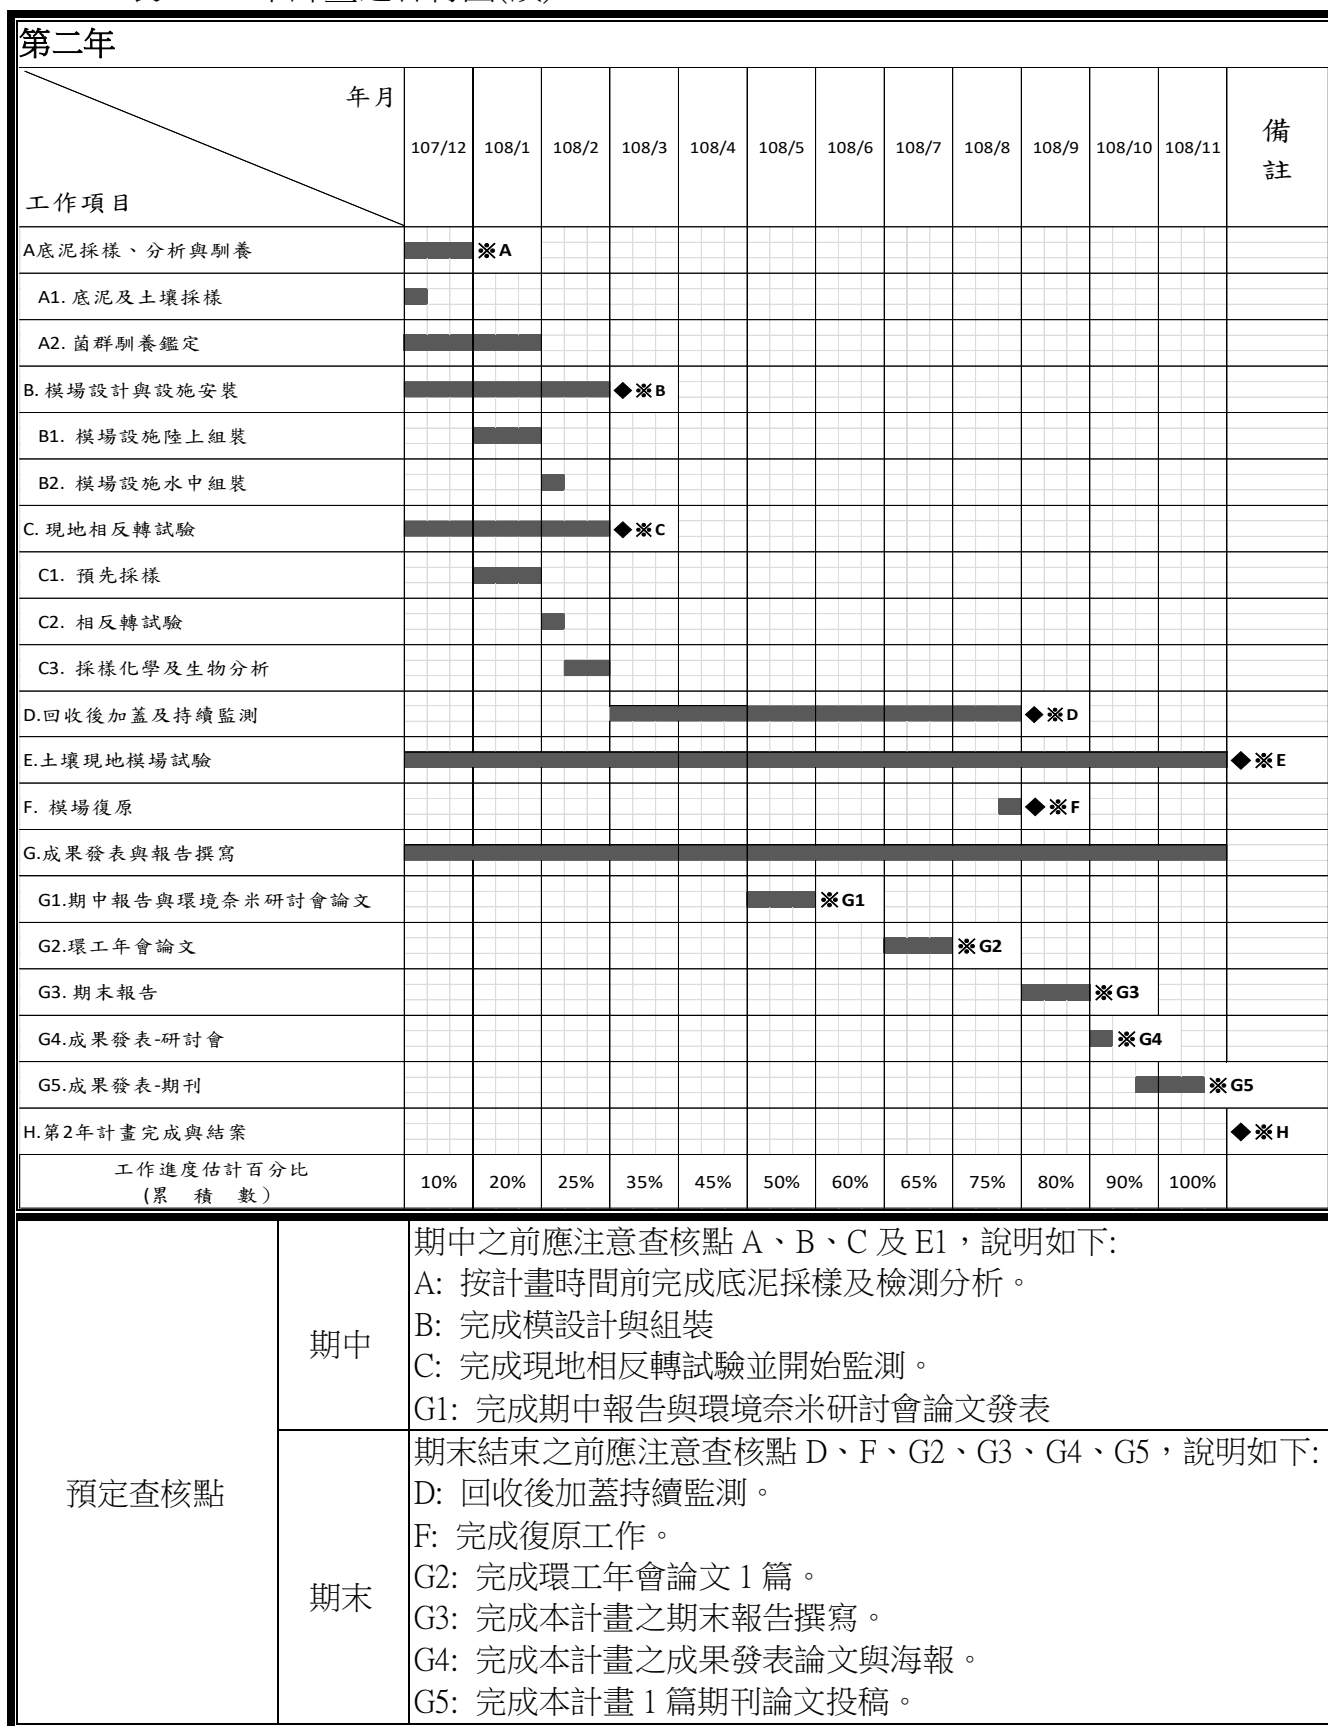 第二年
年月
工作項目
107/12 108/1 108/2 108/3 108/4 108/5 108/6 108/7 108/8 108/9 108/10 108/11
備註
A底泥採樣、分析與馴養 ※A
A1. 底泥及土壤採樣
A2. 菌群馴養鑑定
B. 模場設計與設施安裝 ◆※B
B1. 模場設施陸上組裝
B2. 模場設施水中組裝
C. 現地相反轉試驗 ◆※C
C1. 預先採樣
C2. 相反轉試驗
C3. 採樣化學及生物分析
D.回收後加蓋及持續監測 ◆※D
E.土壤現地模場試驗 ◆※E
F. 模場復原 ◆※F
G.成果發表與報告撰寫
G1.期中報告與環境奈米研討會論文 ※G1
G2.環工年會論文 ※G2
G3. 期末報告 ※G3
G4.成果發表-研討會 ※G4
G5.成果發表-期刊 ※G5
H.第2年計畫完成與結案 ◆※H
工作進度估計百分比
(累 積 數)
10% 20% 25% 35% 45% 50% 60% 65% 75% 80% 90% 100%
預定查核點
期中
期中之前應注意查核點 A、B、C 及 E1，說明如下:
A: 按計畫時間前完成底泥採樣及檢測分析。
B: 完成模設計與組裝
C: 完成現地相反轉試驗並開始監測。
G1: 完成期中報告與環境奈米研討會論文發表
期末
期末結束之前應注意查核點 D、F、G2、G3、G4、G5，說明如下:
D: 回收後加蓋持續監測。
F: 完成復原工作。
G2: 完成環工年會論文 1 篇。
G3: 完成本計畫之期末報告撰寫。
G4: 完成本計畫之成果發表論文與海報。
G5: 完成本計畫 1 篇期刊論文投稿。